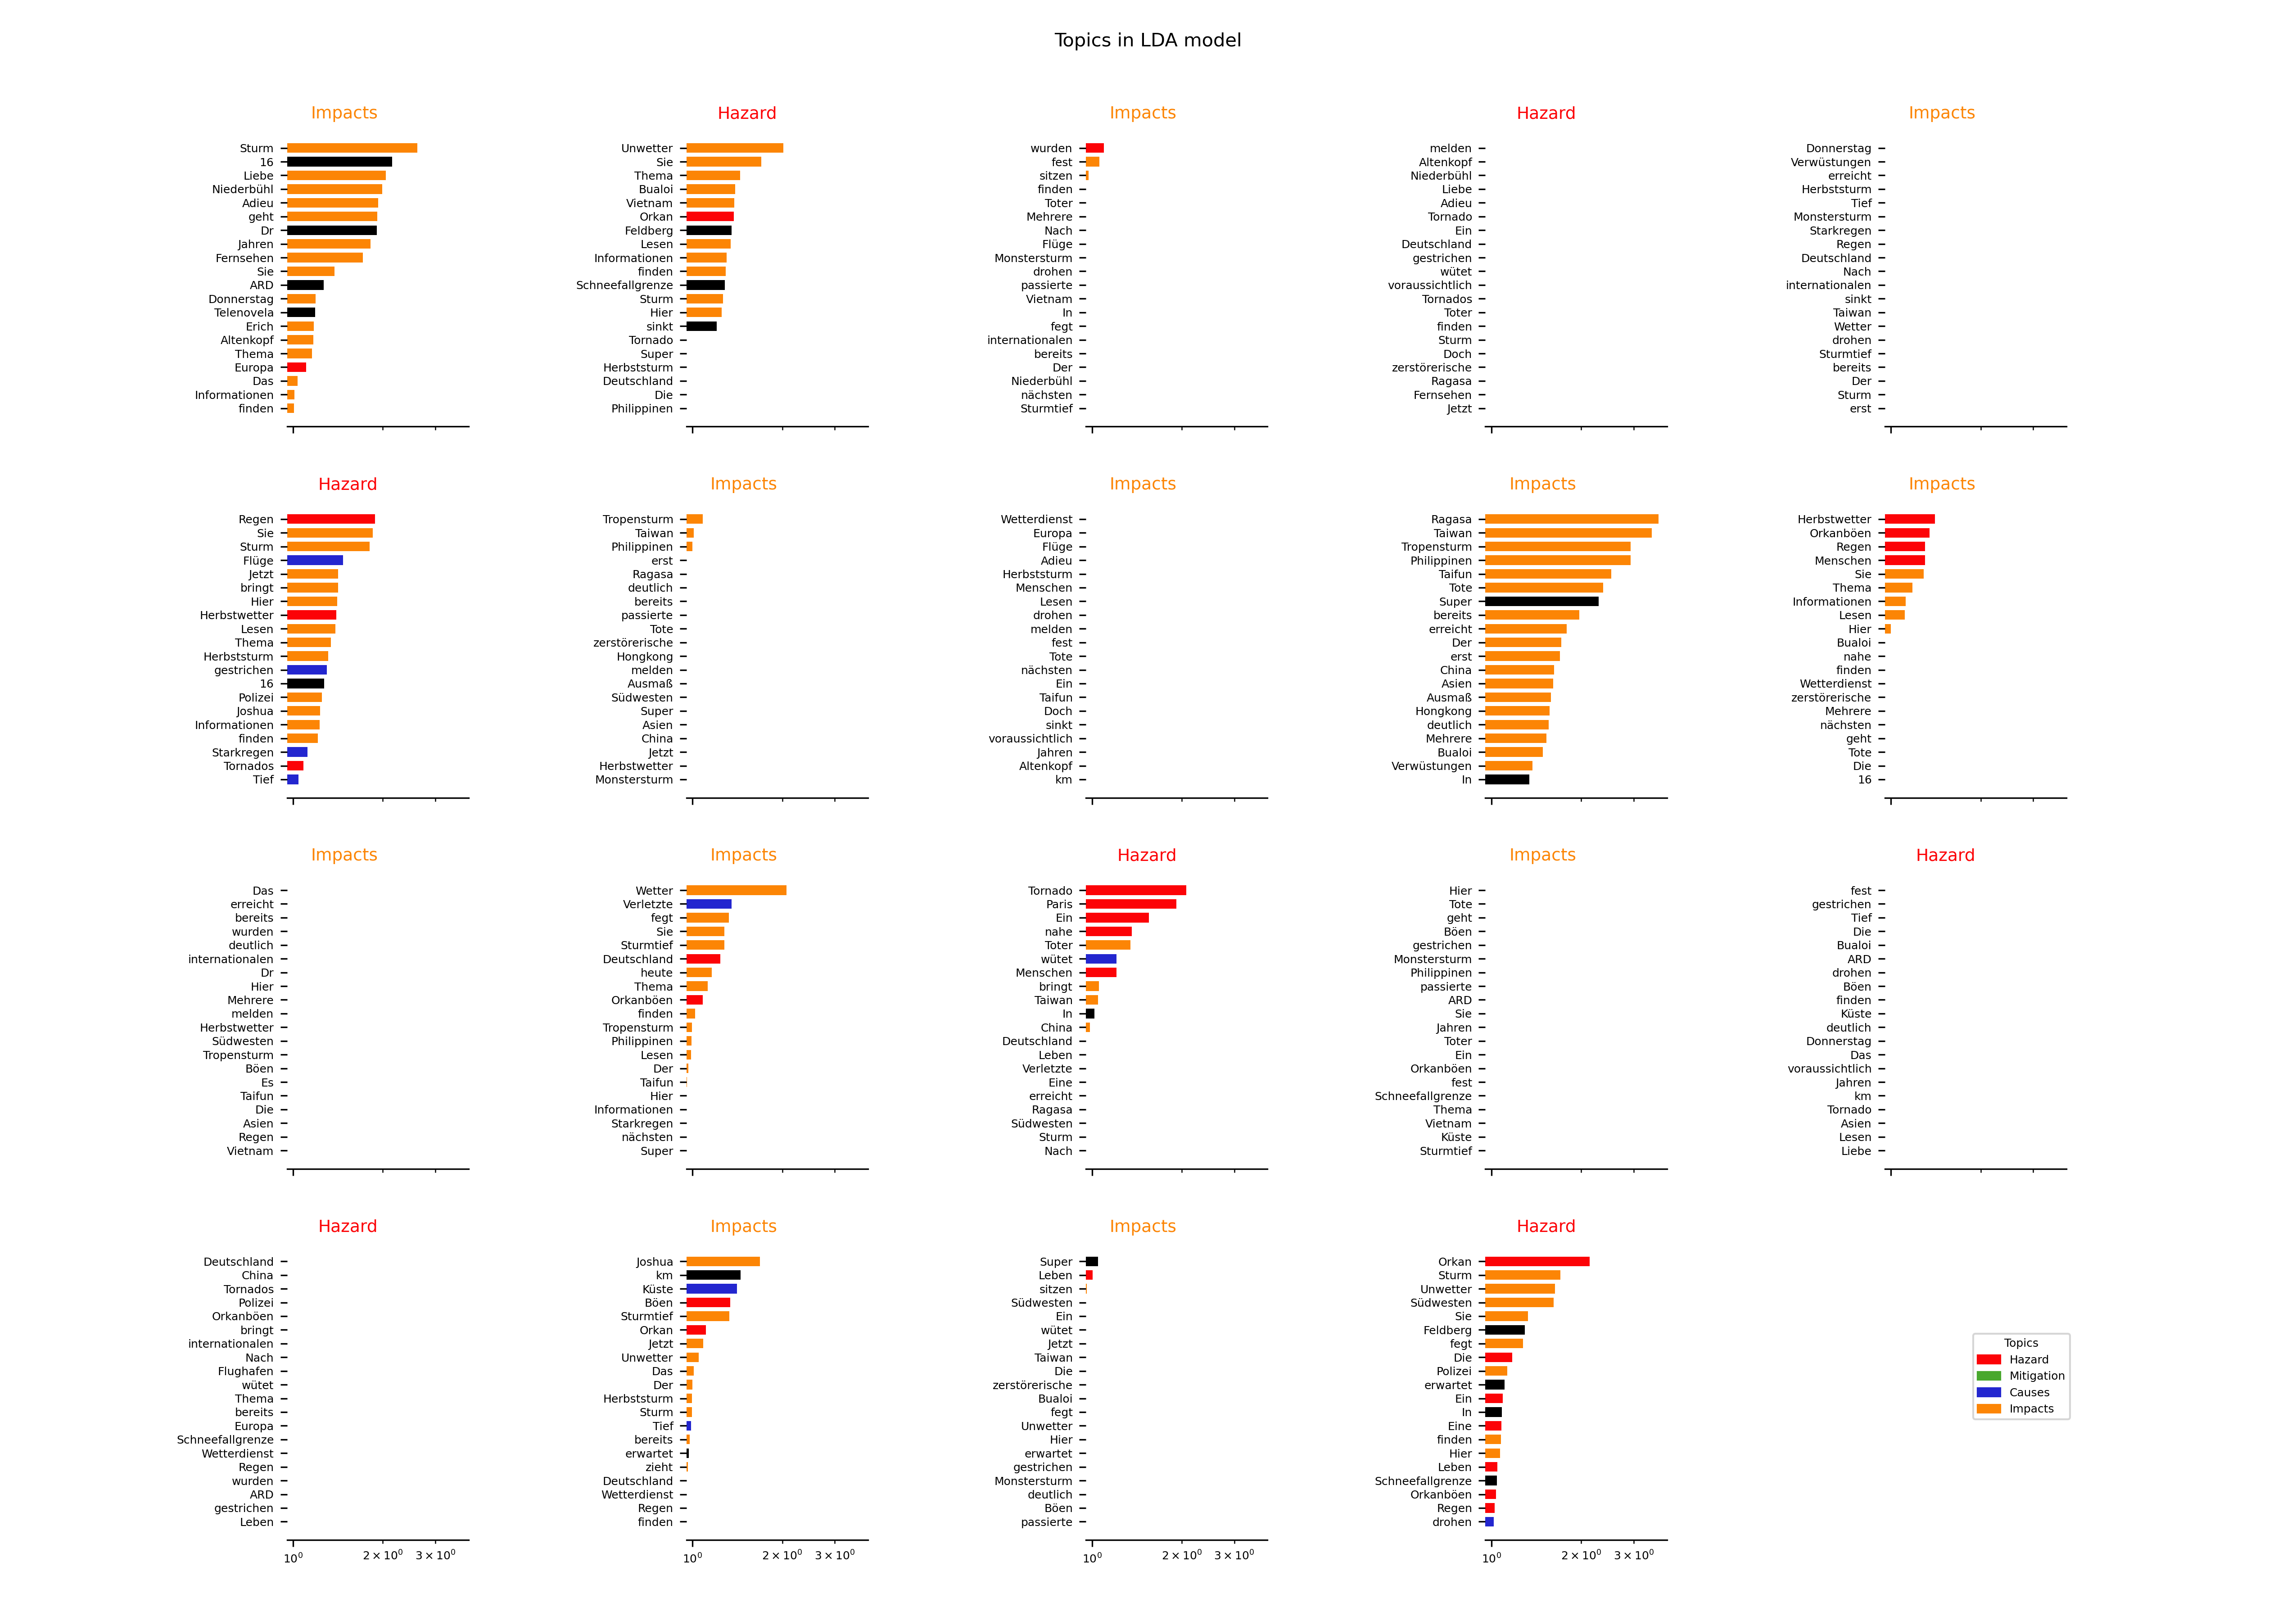 Topics in LDA model
Impacts
Sturm
16
Liebe
Niederbühl
Adieu
geht
Dr
Jahren
Fernsehen
Sie
ARD
Donnerstag
Telenovela
Erich
Altenkopf
Thema
Europa
Das
Informationen
finden
Hazard
Unwetter
Sie
Thema
Bualoi
Vietnam
Orkan
Feldberg
Lesen
Informationen
finden
Schneefallgrenze
Sturm
Hier
sinkt
Tornado
Super
Herbststurm
Deutschland
Die
Philippinen
Impacts
wurden
fest
sitzen
finden
Toter
Mehrere
Nach
Flüge
Monstersturm
drohen
passierte
Vietnam
In
fegt
internationalen
bereits
Der
Niederbühl
nächsten
Sturmtief
Hazard
melden
Altenkopf
Niederbühl
Liebe
Adieu
Tornado
Ein
Deutschland
gestrichen
wütet
voraussichtlich
Tornados
Toter
finden
Sturm
Doch
zerstörerische
Ragasa
Fernsehen
Jetzt
Impacts
Donnerstag
Verwüstungen
erreicht
Herbststurm
Tief
Monstersturm
Starkregen
Regen
Deutschland
Nach
internationalen
sinkt
Taiwan
Wetter
drohen
Sturmtief
bereits
Der
Sturm
erst
Hazard
Regen
Sie
Sturm
Flüge
Jetzt
bringt
Hier
Herbstwetter
Lesen
Thema
Herbststurm
gestrichen
16
Polizei
Joshua
Informationen
finden
Starkregen
Tornados
Tief
Impacts
Tropensturm
Taiwan
Philippinen
erst
Ragasa
deutlich
bereits
passierte
Tote
zerstörerische
Hongkong
melden
Ausmaß
Südwesten
Super
Asien
China
Jetzt
Herbstwetter
Monstersturm
Impacts
Wetterdienst
Europa
Flüge
Adieu
Herbststurm
Menschen
Lesen
drohen
melden
fest
Tote
nächsten
Ein
Taifun
Doch
sinkt
voraussichtlich
Jahren
Altenkopf
km
Impacts
Ragasa
Taiwan
Tropensturm
Philippinen
Taifun
Tote
Super
bereits
erreicht
Der
erst
China
Asien
Ausmaß
Hongkong
deutlich
Mehrere
Bualoi
Verwüstungen
In
Impacts
Herbstwetter
Orkanböen
Regen
Menschen
Sie
Thema
Informationen
Lesen
Hier
Bualoi
nahe
finden
Wetterdienst
zerstörerische
Mehrere
nächsten
geht
Tote
Die
16
Impacts
Das
erreicht
bereits
wurden
deutlich
internationalen
Dr
Hier
Mehrere
melden
Herbstwetter
Südwesten
Tropensturm
Böen
Es
Taifun
Die
Asien
Regen
Vietnam
Impacts
Wetter
Verletzte
fegt
Sie
Sturmtief
Deutschland
heute
Thema
Orkanböen
finden
Tropensturm
Philippinen
Lesen
Der
Taifun
Hier
Informationen
Starkregen
nächsten
Super
Hazard
Tornado
Paris
Ein
nahe
Toter
wütet
Menschen
bringt
Taiwan
In
China
Deutschland
Leben
Verletzte
Eine
erreicht
Ragasa
Südwesten
Sturm
Nach
Impacts
Hier
Tote
geht
Böen
gestrichen
Monstersturm
Philippinen
passierte
ARD
Sie
Jahren
Toter
Ein
Orkanböen
fest
Schneefallgrenze
Thema
Vietnam
Küste
Sturmtief
Hazard
fest
gestrichen
Tief
Die
Bualoi
ARD
drohen
Böen
finden
Küste
deutlich
Donnerstag
Das
voraussichtlich
Jahren
km
Tornado
Asien
Lesen
Liebe
Hazard
Deutschland
China
Tornados
Polizei
Orkanböen
bringt
internationalen
Nach
Flughafen
wütet
Thema
bereits
Europa
Schneefallgrenze
Wetterdienst
Regen
wurden
ARD
gestrichen
Leben
10⁰ 2 × 10⁰ 3 × 10⁰
Impacts
Joshua
km
Küste
Böen
Sturmtief
Orkan
Jetzt
Unwetter
Das
Der
Herbststurm
Sturm
Tief
bereits
erwartet
zieht
Deutschland
Wetterdienst
Regen
finden
10⁰ 2 × 10⁰ 3 × 10⁰
Impacts
Super
Leben
sitzen
Südwesten
Ein
wütet
Jetzt
Taiwan
Die
zerstörerische
Bualoi
fegt
Unwetter
Hier
erwartet
gestrichen
Monstersturm
deutlich
Böen
passierte
10⁰ 2 × 10⁰ 3 × 10⁰
Hazard
Orkan
Sturm
Unwetter
Südwesten
Sie
Feldberg
fegt
Die
Polizei
erwartet
Ein
In
Eine
finden
Hier
Leben
Schneefallgrenze
Orkanböen
Regen
drohen
10⁰ 2 × 10⁰ 3 × 10⁰
Topics
Hazard
Mitigation
Causes
Impacts